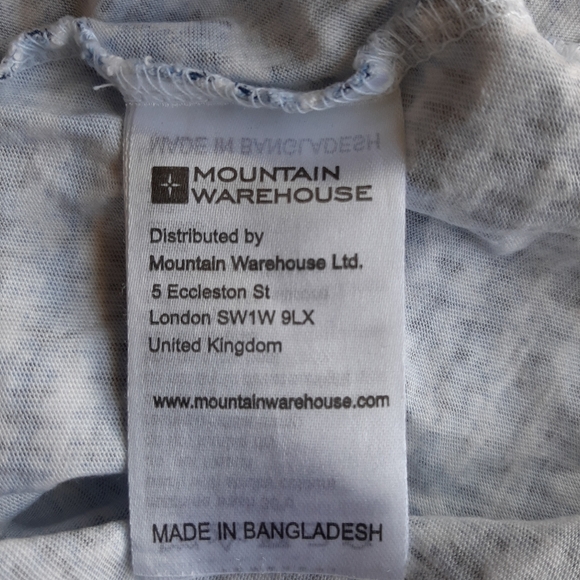 MOUNTAIN
WAREHOUSE
Distributed by
Mountain Warehouse Ltd.
5 Eccleston St
London SW1W 9LX
United Kingdom
www.mountainwarehouse.com
MADE IN BANGLADESH